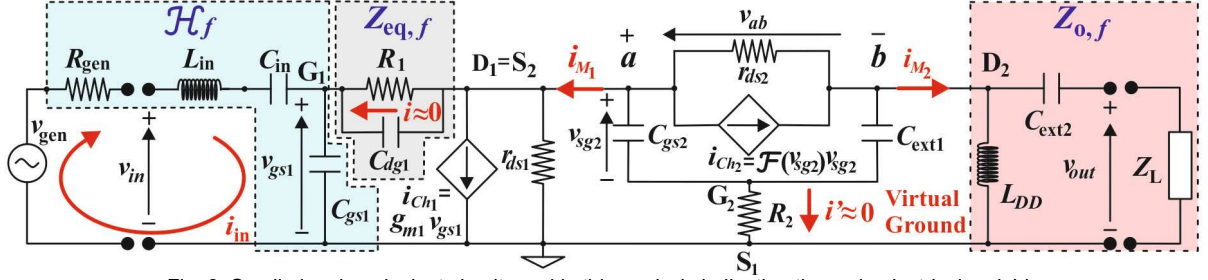 ℋf
Zeq, f
Zo, f
Rgen
Lin
Cin
G1
R1
D1=S2
iM1
+
a
vab
rds2
−
b
iM2
D2
Cext2
vgen
+
vin
−
iin
+
vgs1
−
Cgs1
i≈0
Cdg1
iCh1=
gm1 vgs1
rds1
+
vsg2
−
Cgs2
iCh2=ℱ(vsg2)vsg2
Cext1
G2
R2
i'≈0
Virtual
Ground
S1
LDD
+
vout
−
ZL